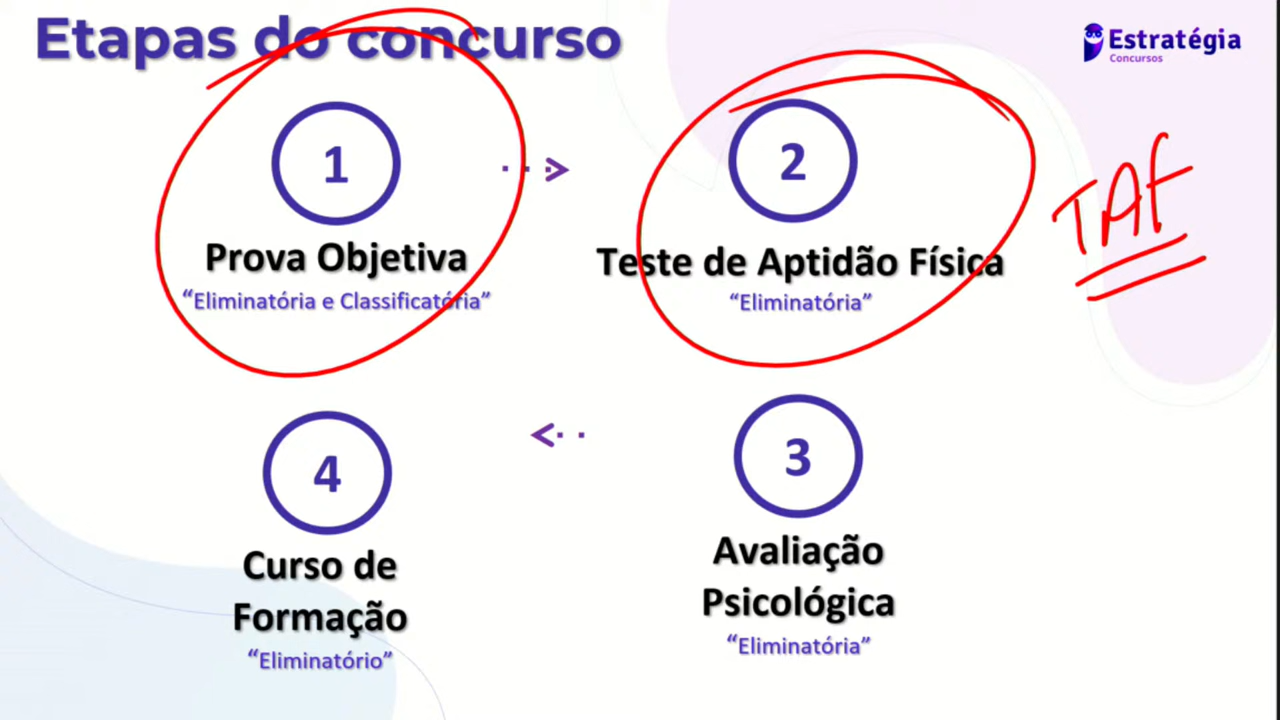 Etapas do concurso
Estratégia
Concursos
1
Prova Objetiva
“Eliminatória e Classificatória”
2
Teste de Aptidão Física
“Eliminatória”
TAF
3
Avaliação
Psicológica
“Eliminatória”
4
Curso de
Formação
“Eliminatório”